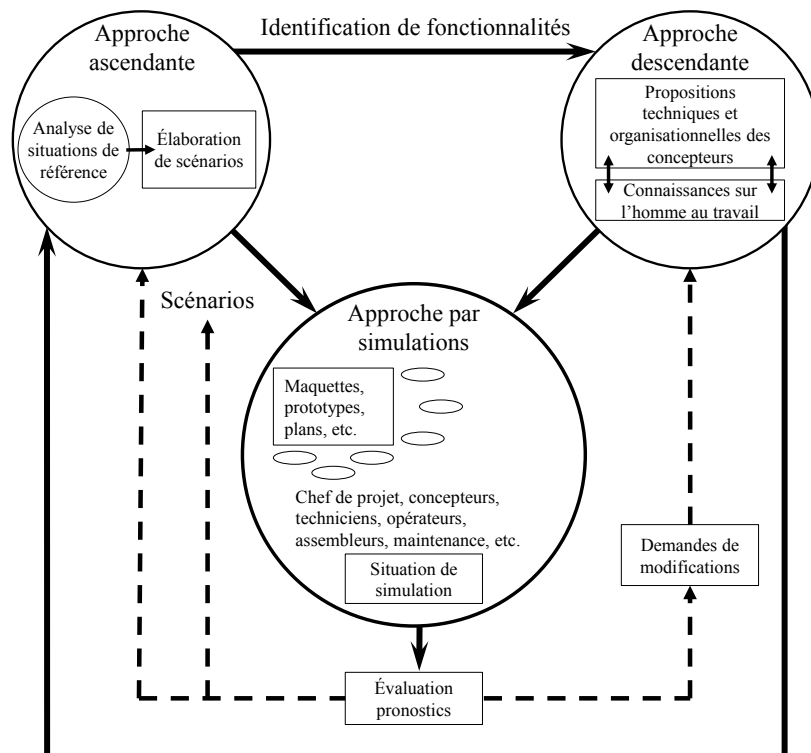 Identification de fonctionnalités
Approche
ascendante
Analyse de
situations de
référence
Élaboration
de scénarios
Approche
descendante
Propositions
techniques et
organisationnelles des
concepteurs
Connaissances sur
l'homme au travail
Scénarios
Approche par
simulations
Maquettes,
prototypes,
plans, etc.
Chef de projet, concepteurs,
techniciens, opérateurs,
assembleurs, maintenance, etc.
Situation de
simulation
Demandes de
modifications
Évaluation
pronostics